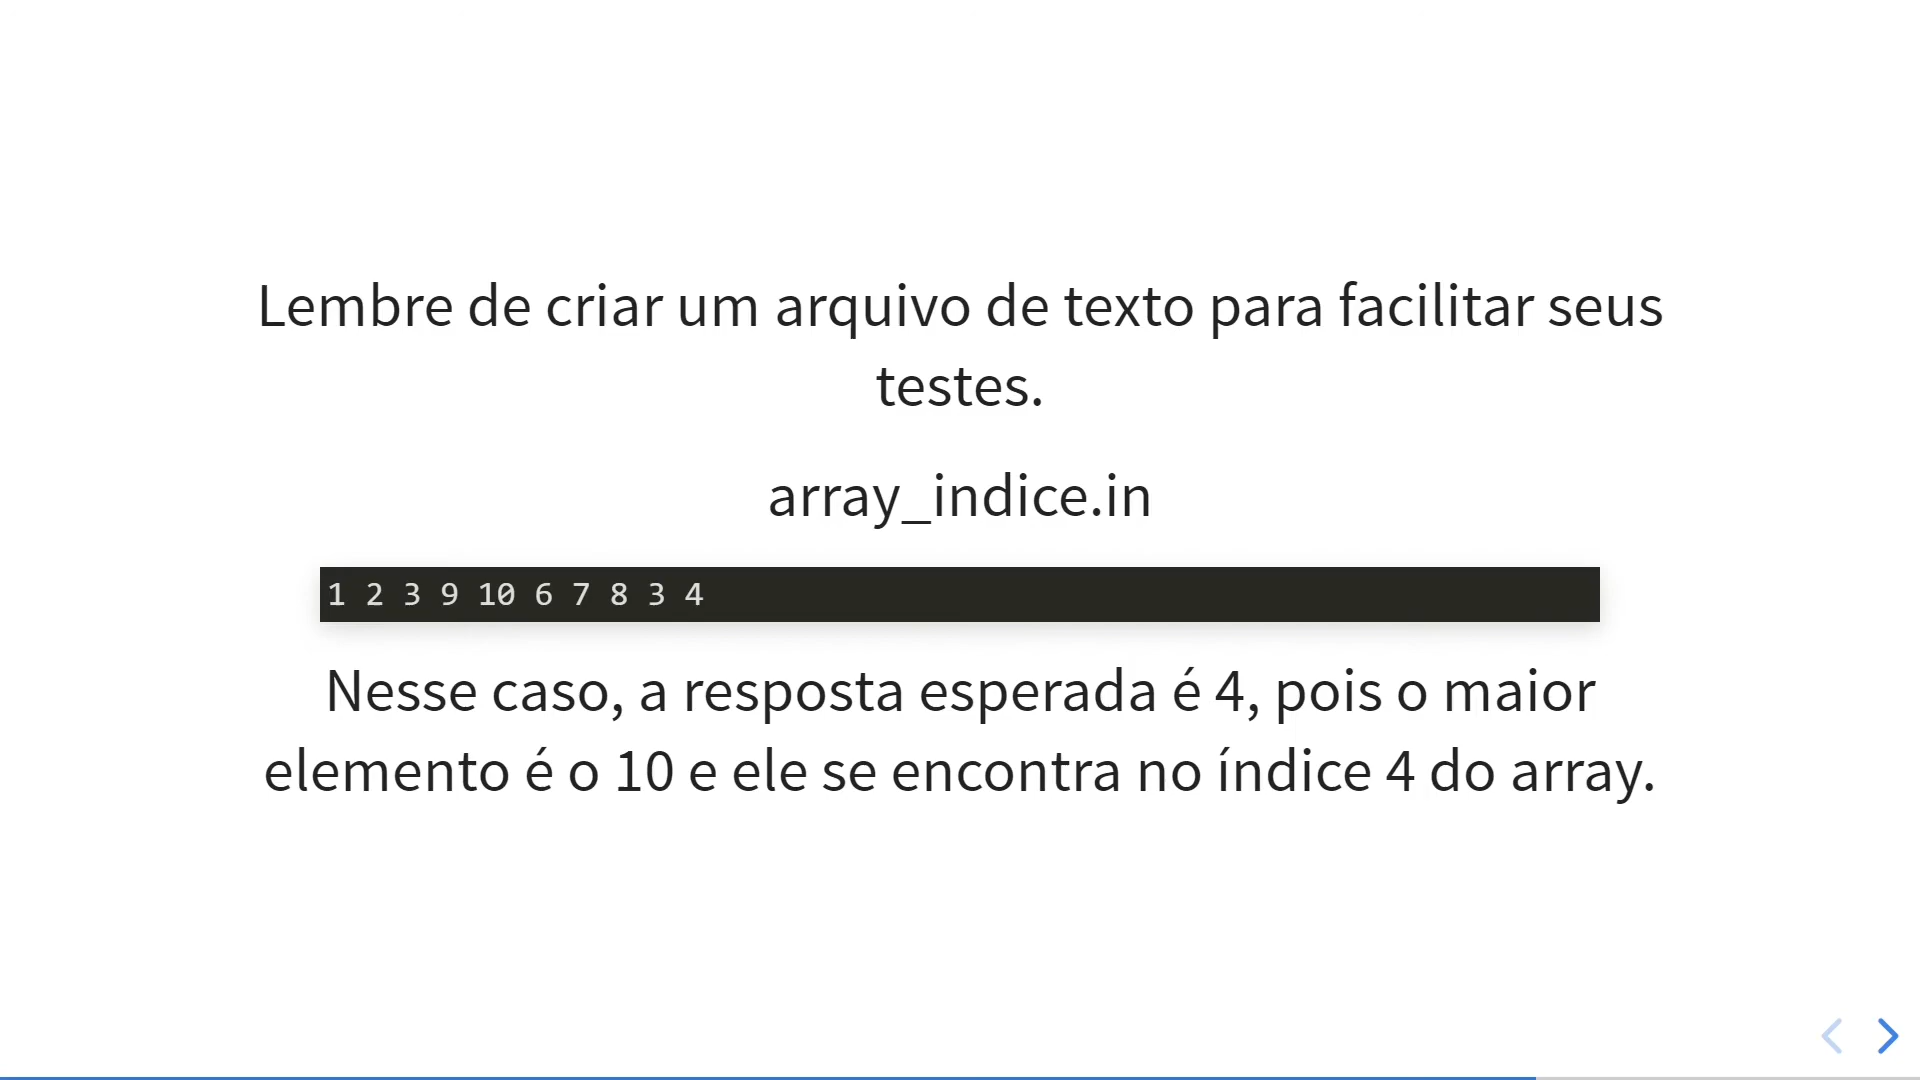 Lembre de criar um arquivo de texto para facilitar seus
testes.
array_indice.in
1 2 3 9 10 6 7 8 3 4
Nesse caso, a resposta esperada é 4, pois o maior
elemento é o 10 e ele se encontra no índice 4 do array.